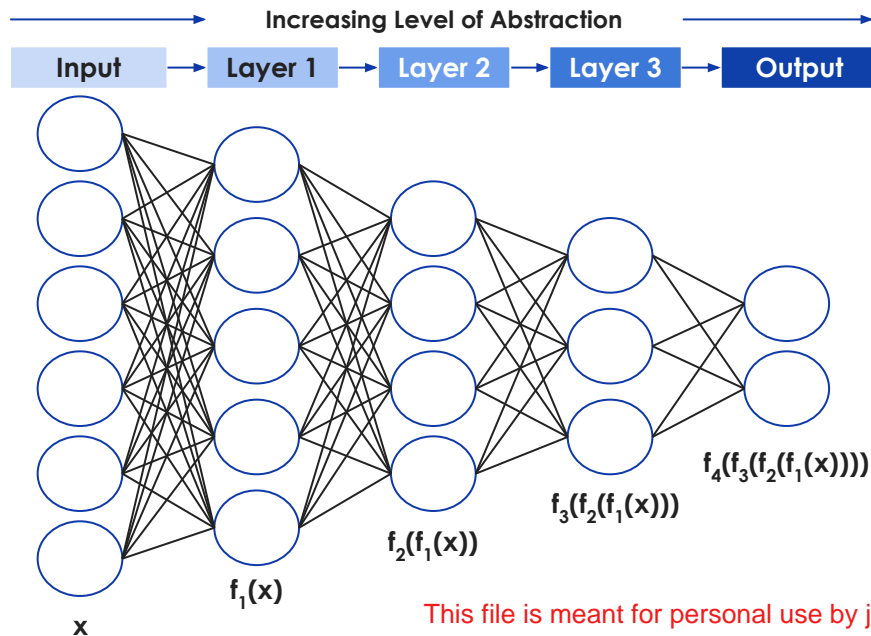 Increasing Level of Abstraction
Input Layer 1 Layer 2 Layer 3 Output
f₄(f₃(f₂(f₁(x))))
f₃(f₂(f₁(x)))
f₂(f₁(x))
f₁(x)
x
This file is meant for personal use by j